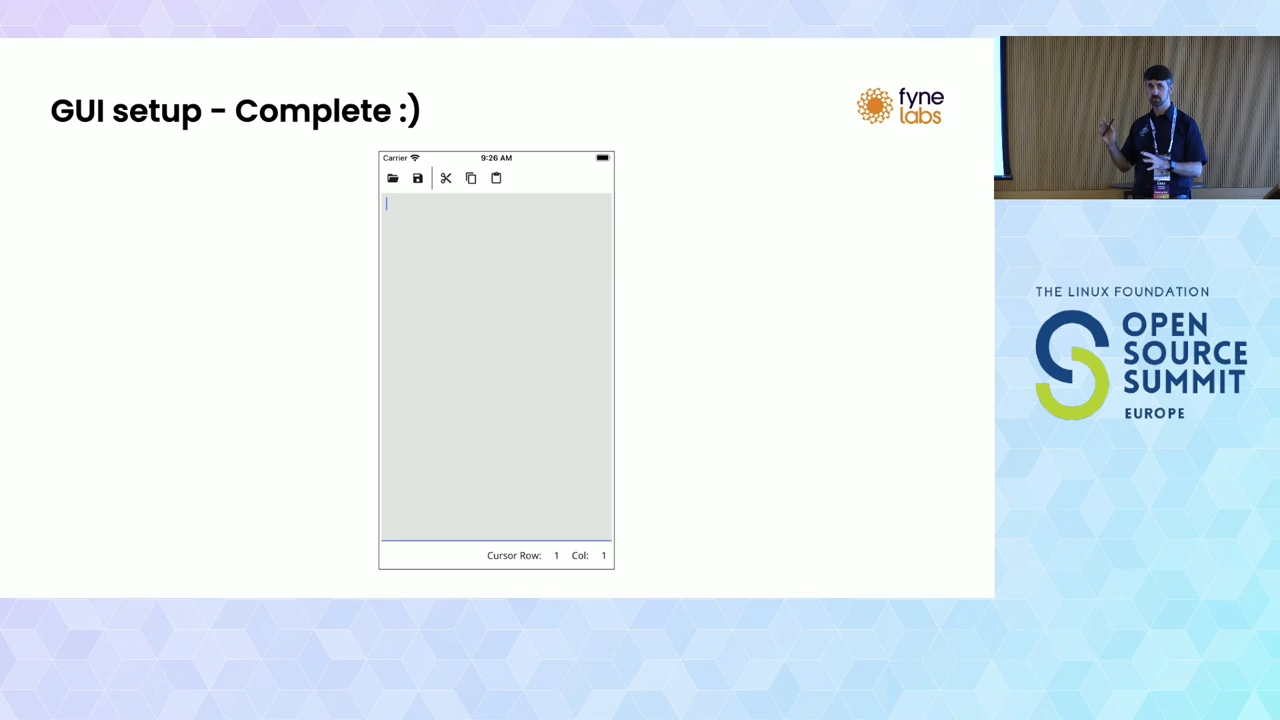 GUI setup - Complete :)
fyne
labs
Carrier
9:26 AM
Cursor Row: 1 Col: 1
THE LINUX FOUNDATION
OPEN
SOURCE
SUMMIT
EUROPE